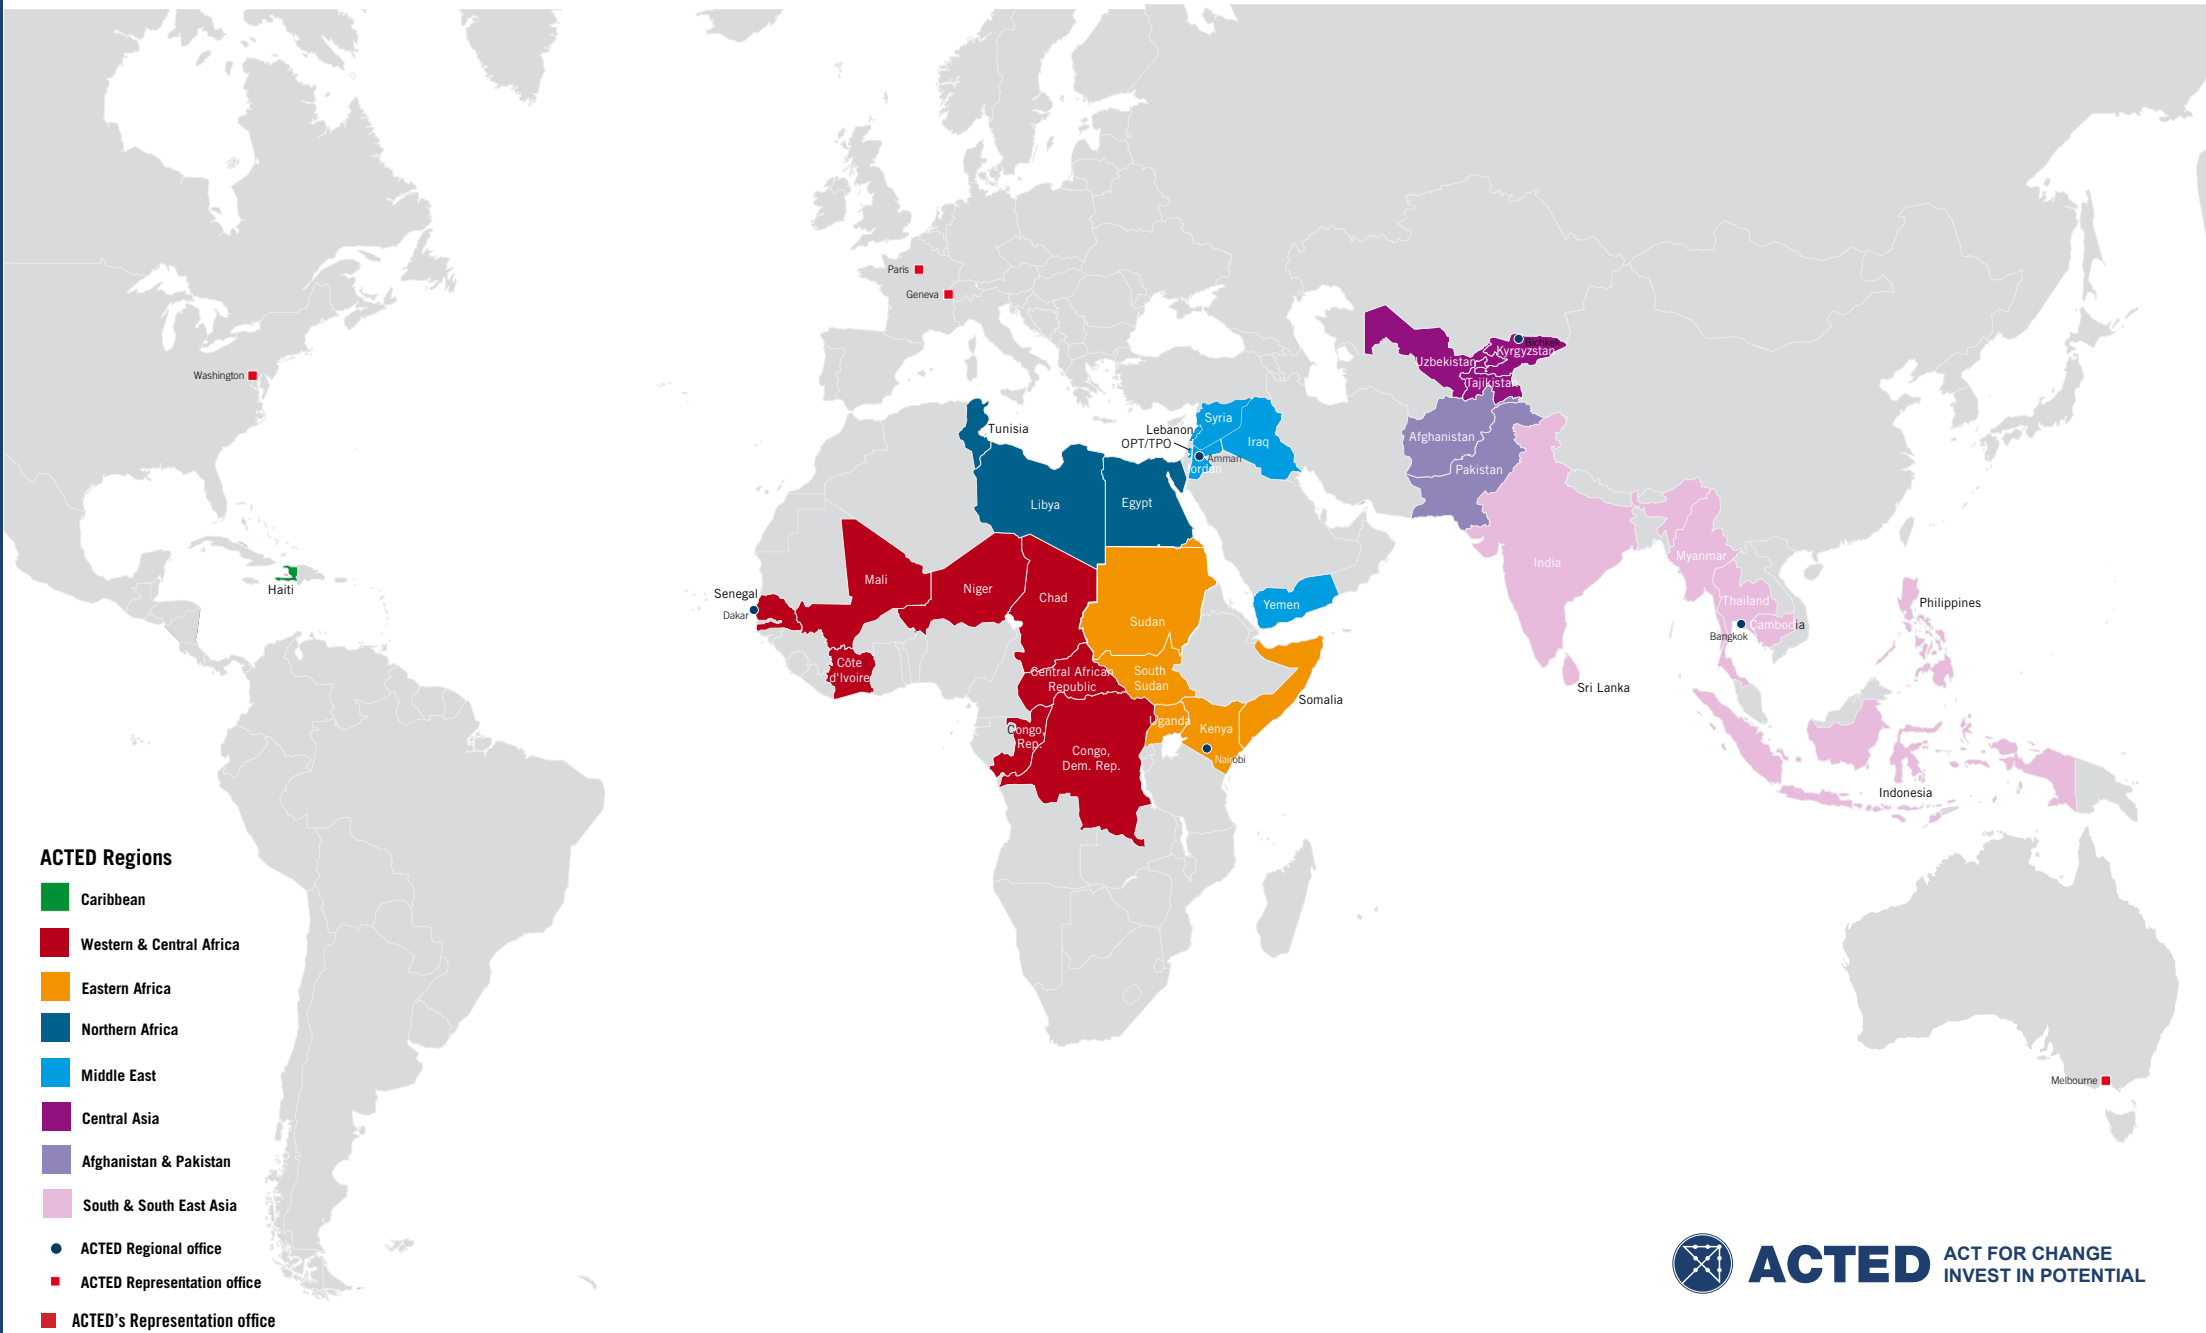 Paris
Geneva
Washington
Bichkek
Kyrgyzstan
Uzbekistan
Tajikistan
Tunisia
Lebanon
OPT/TPO
Syria
Iraq
Amman
Jordan
Afghanistan
Pakistan
Libya
Egypt
India
Myanmar
Haiti
Senegal
Dakar
Mali
Niger
Chad
Sudan
Yemen
Thailand
Cambodia
Bangkok
Philippines
Côte
d'Ivoire
Central African
Republic
South
Sudan
Somalia
Sri Lanka
Uganda
Kenya
Nairobi
Congo,
Rep.
Congo,
Dem. Rep.
Indonesia
ACTED Regions
Caribbean
Western & Central Africa
Eastern Africa
Northern Africa
Middle East
Central Asia
Afghanistan & Pakistan
South & South East Asia
ACTED Regional office
ACTED Representation office
ACTED's Representation office
Melbourne
ACTED
ACT FOR CHANGE
INVEST IN POTENTIAL